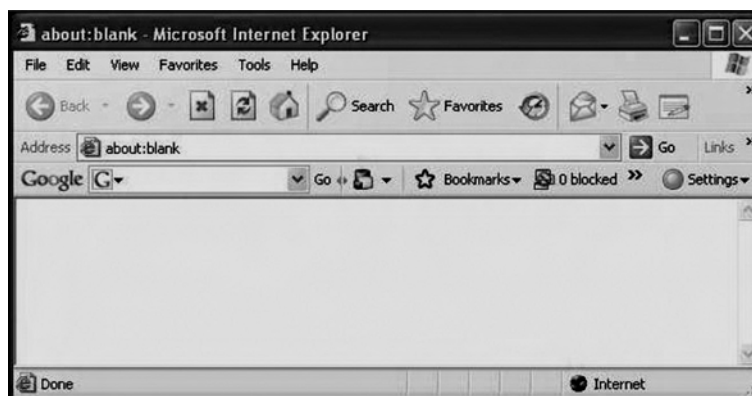 about:blank - Microsoft Internet Explorer
File Edit View Favorites Tools Help
Back Search Favorites
Address about:blank Go Links »
Google G Go Bookmarks 0 blocked » Settings
Done Internet